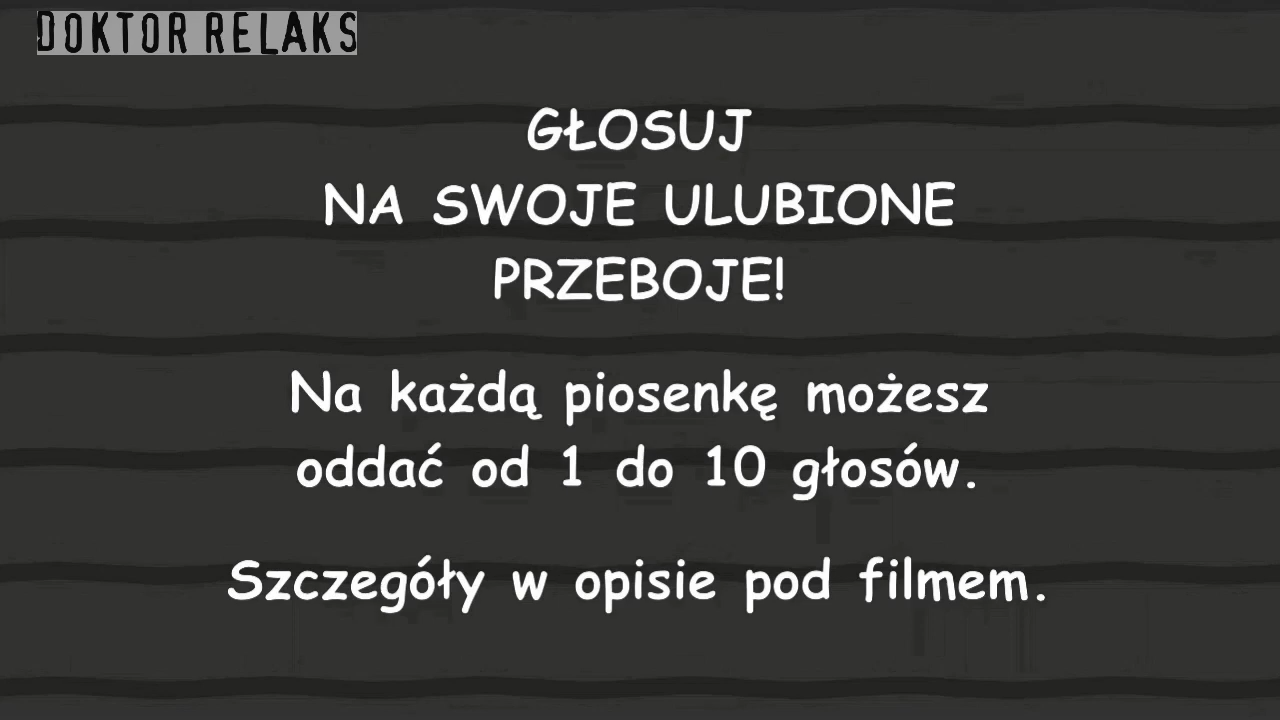 DOKTOR RELAKS
GŁOSUJ
NA SWOJE ULUBIONE
PRZEBOJE!
Na każdą piosenkę możesz
oddać od 1 do 10 głosów.
Szczegóły w opisie pod filmem.